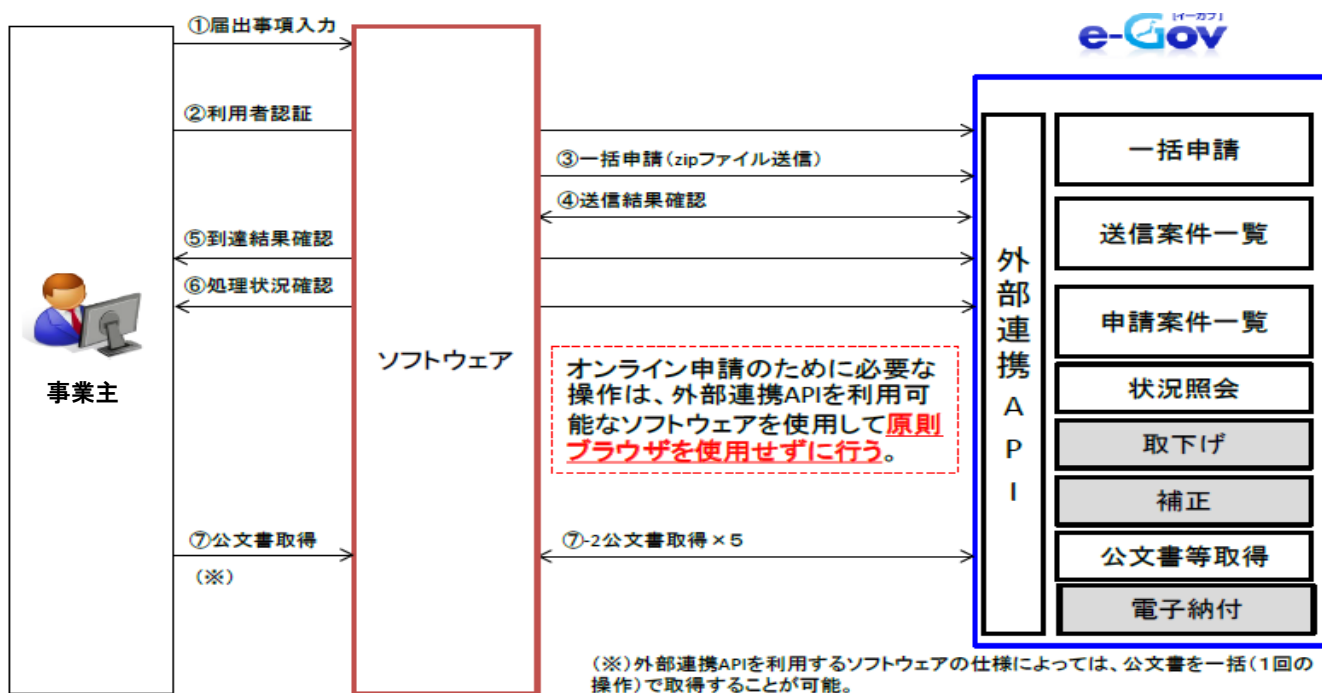 ①届出事項入力
[イーガブ]
e-Gov
②利用者認証
③一括申請(zipファイル送信)
④送信結果確認
⑤到達結果確認
⑥処理状況確認
事業主
ソフトウェア
オンライン申請のために必要な
操作は、外部連携APIを利用可
能なソフトウェアを使用して原則
ブラウザを使用せずに行う。
⑦公文書取得
(※)
⑦-2公文書取得×5
外部連携API
一括申請
送信案件一覧
申請案件一覧
状況照会
取下げ
補正
公文書等取得
電子納付
(※)外部連携APIを利用するソフトウェアの仕様によっては、公文書を一括(1回の
操作)で取得することが可能。